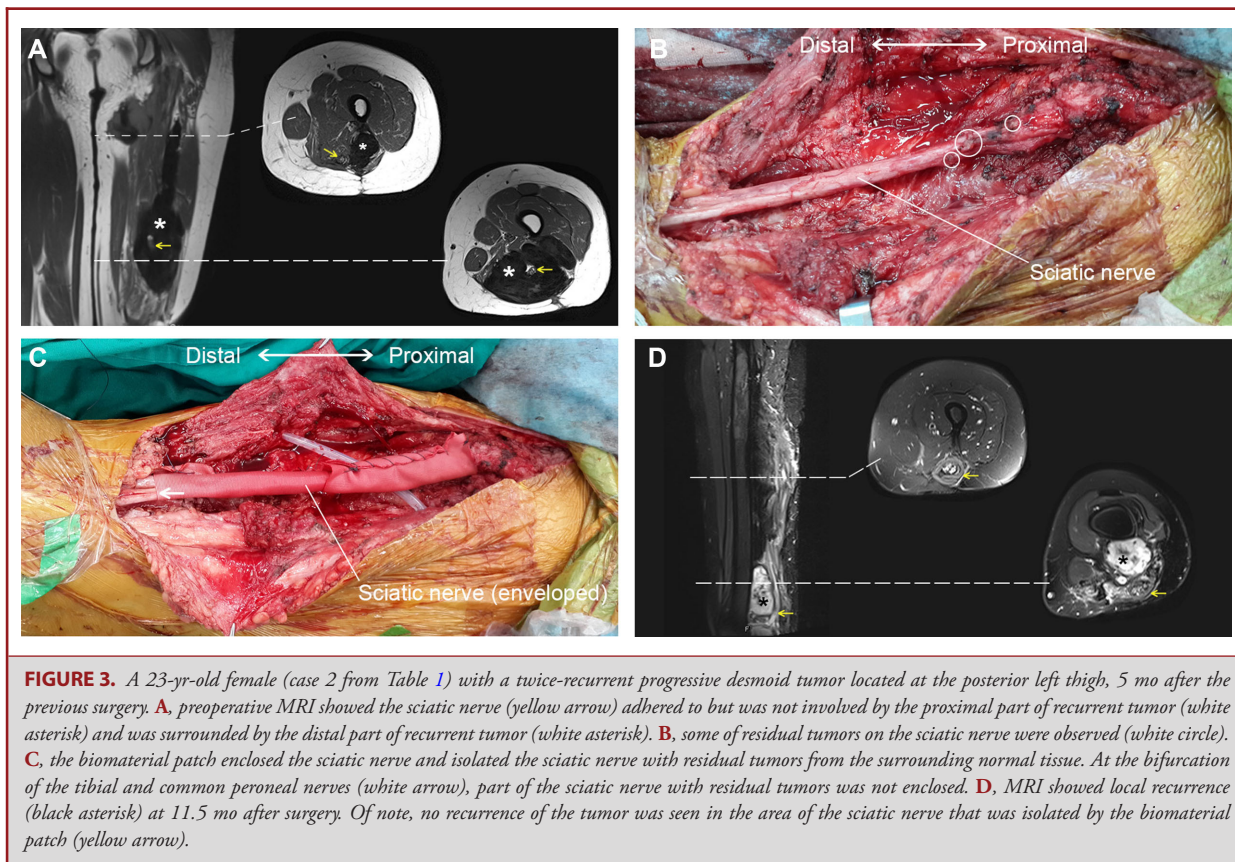 A
B
Distal Proximal
Sciatic nerve
C
Distal Proximal
Sciatic nerve (enveloped)
D
FIGURE 3. A 23-yr-old female (case 2 from Table 1) with a twice-recurrent progressive desmoid tumor located at the posterior left thigh, 5 mo after the
previous surgery. A, preoperative MRI showed the sciatic nerve (yellow arrow) adhered to but was not involved by the proximal part of recurrent tumor (white
asterisk) and was surrounded by the distal part of recurrent tumor (white asterisk). B, some of residual tumors on the sciatic nerve were observed (white circle).
C, the biomaterial patch enclosed the sciatic nerve and isolated the sciatic nerve with residual tumors from the surrounding normal tissue. At the bifurcation
of the tibial and common peroneal nerves (white arrow), part of the sciatic nerve with residual tumors was not enclosed. D, MRI showed local recurrence
(black asterisk) at 11.5 mo after surgery. Of note, no recurrence of the tumor was seen in the area of the sciatic nerve that was isolated by the biomaterial
patch (yellow arrow).